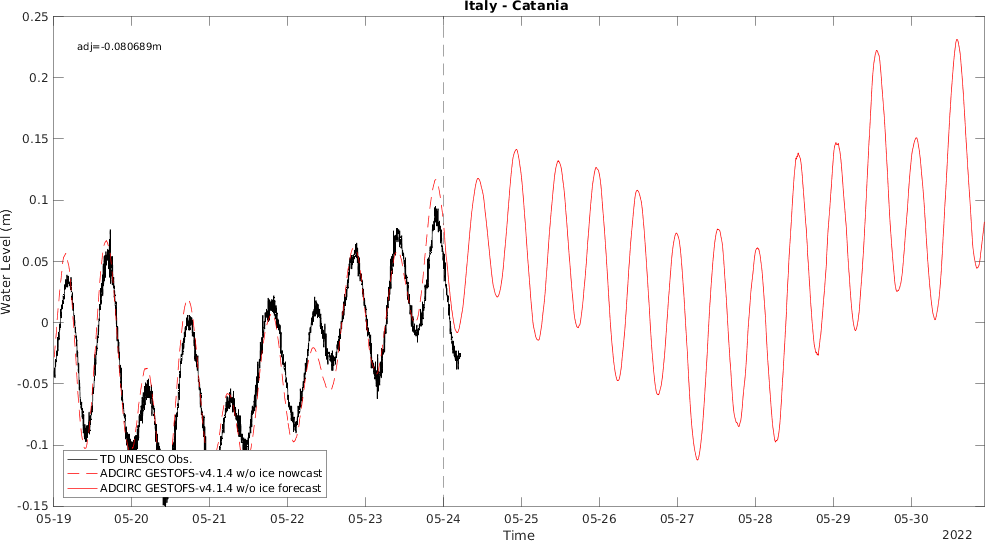 Italy - Catania
0.25
0.2
0.15
0.1
0.05
0
-0.05
-0.1
-0.15
Water Level (m)
adj=-0.080689m
TD UNESCO Obs.
ADCIRC GESTOFS-v4.1.4 w/o ice nowcast
ADCIRC GESTOFS-v4.1.4 w/o ice forecast
05-19 05-20 05-21 05-22 05-23 05-24 05-25 05-26 05-27 05-28 05-29 05-30
Time
2022